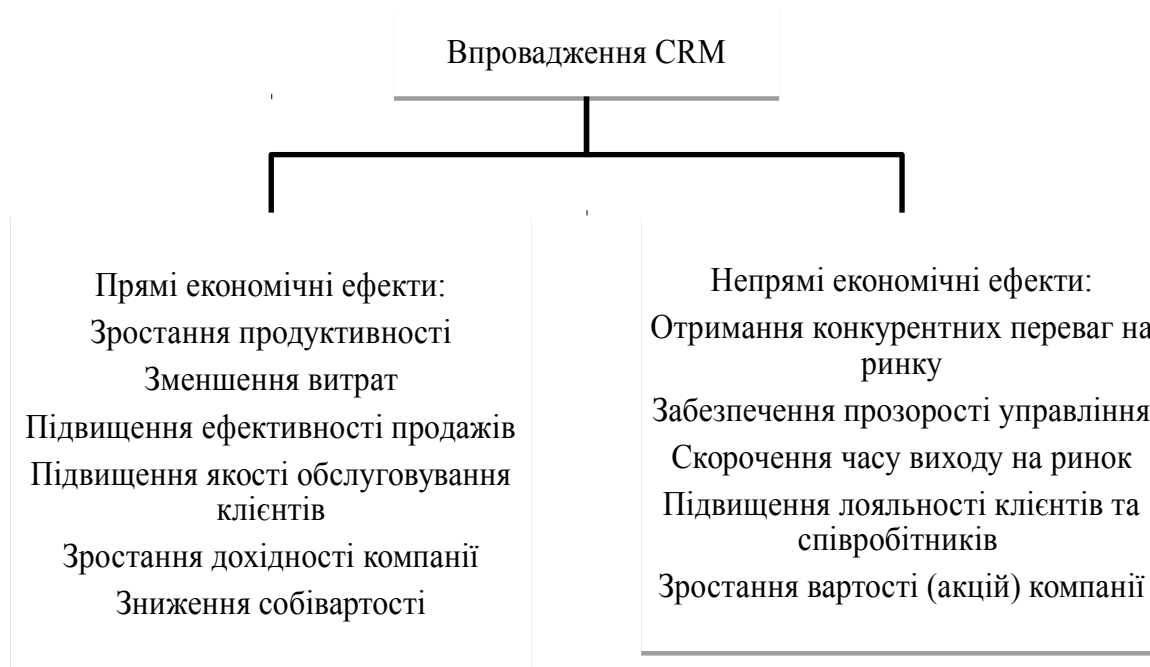 Впровадження CRM
Прямі економічні ефекти:
Зростання продуктивності
Зменшення витрат
Підвищення ефективності продажів
Підвищення якості обслуговування
клієнтів
Зростання дохідності компанії
Зниження собівартості
Непрямі економічні ефекти:
Отримання конкурентних переваг на
ринку
Забезпечення прозорості управління
Скорочення часу виходу на ринок
Підвищення лояльності клієнтів та
співробітників
Зростання вартості (акцій) компанії